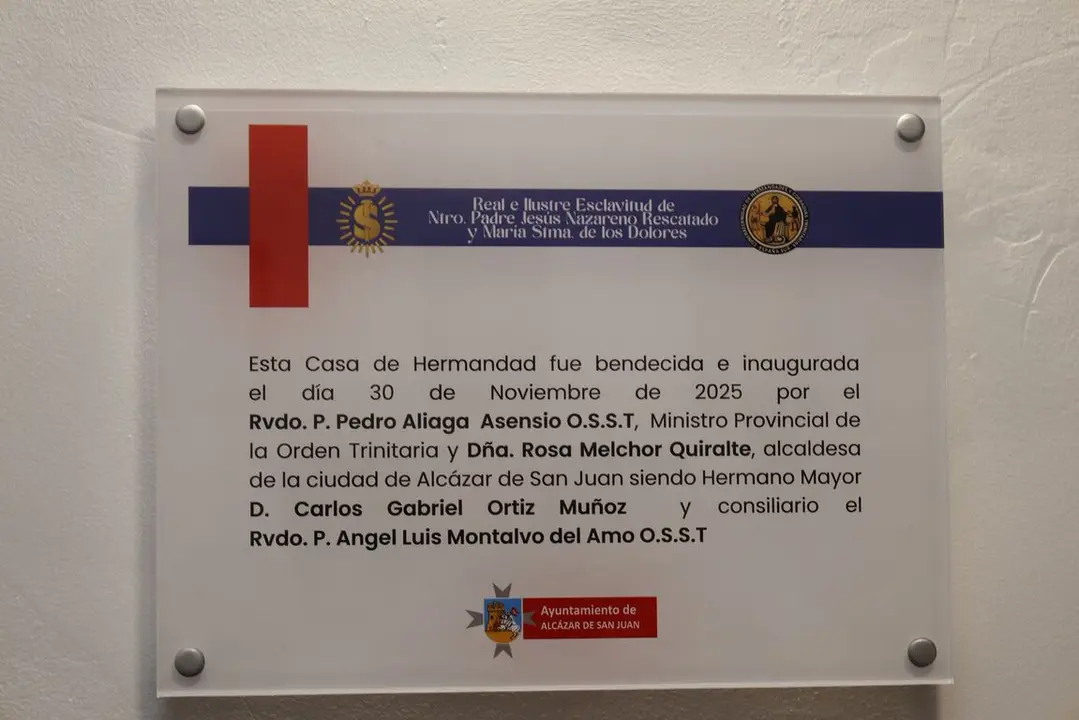 Real e Ilustre Esclavitud de
Ntro. Padre Jesús Nazareno Rescatado
y María Stma. de los Dolores
Esta Casa de Hermandad fue bendecida e inaugurada
el día 30 de Noviembre de 2025 por el
Rvdo. P. Pedro Aliaga Asensio O.S.S.T, Ministro Provincial de
la Orden Trinitaria y Dña. Rosa Melchor Quiralte, alcaldesa
de la ciudad de Alcázar de San Juan siendo Hermano Mayor
D. Carlos Gabriel Ortiz Muñoz y consiliario el
Rvdo. P. Angel Luis Montalvo del Amo O.S.S.T
Ayuntamiento de
ALCÁZAR DE SAN JUAN